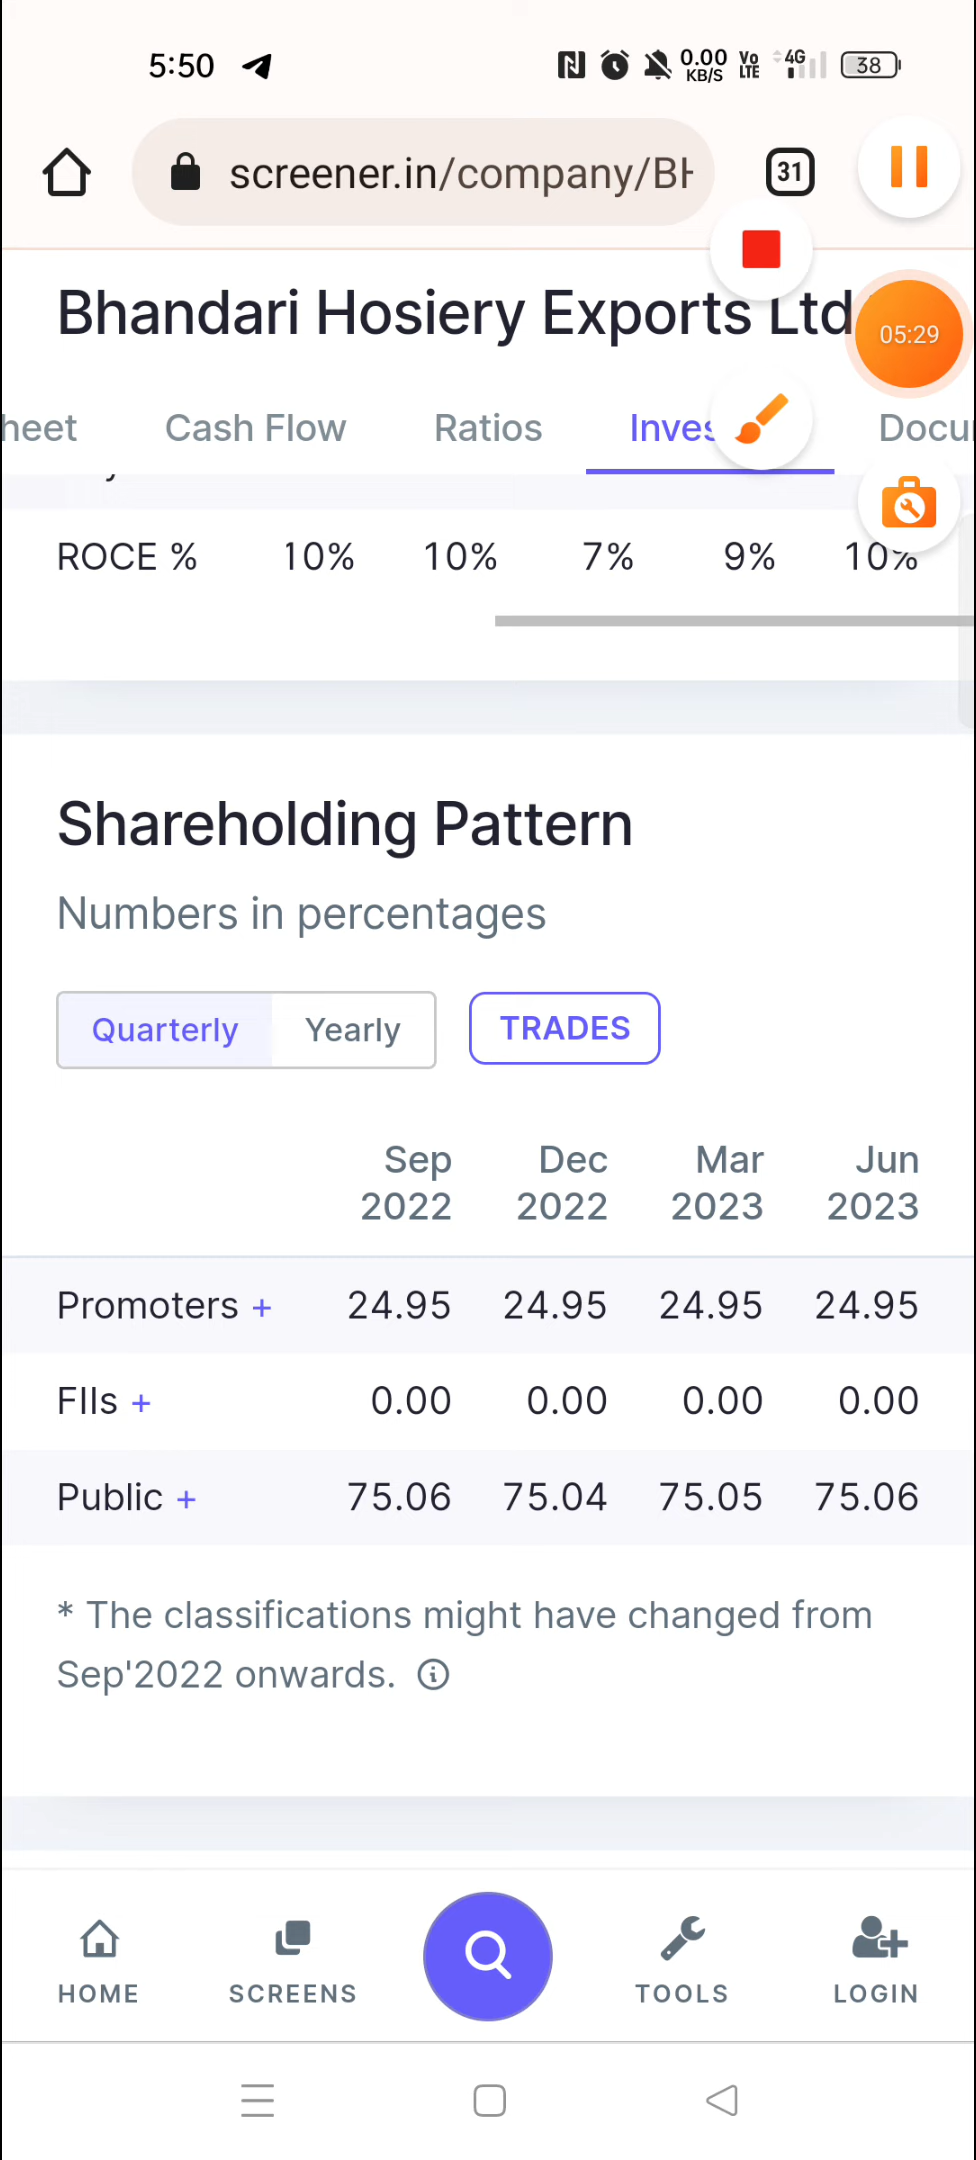 5:50
0.00 KB/S
Vo LTE
4G
38
screener.in/company/BH
31
Bhandari Hosiery Exports Ltd
05:29
heet Cash Flow Ratios Inves Docu
ROCE % 10% 10% 7% 9% 10%
Shareholding Pattern
Numbers in percentages
Quarterly Yearly TRADES
Sep Dec Mar Jun
2022 2022 2023 2023
Promoters + 24.95 24.95 24.95 24.95
FIIs + 0.00 0.00 0.00 0.00
Public + 75.06 75.04 75.05 75.06
* The classifications might have changed from
Sep'2022 onwards.
HOME SCREENS TOOLS LOGIN